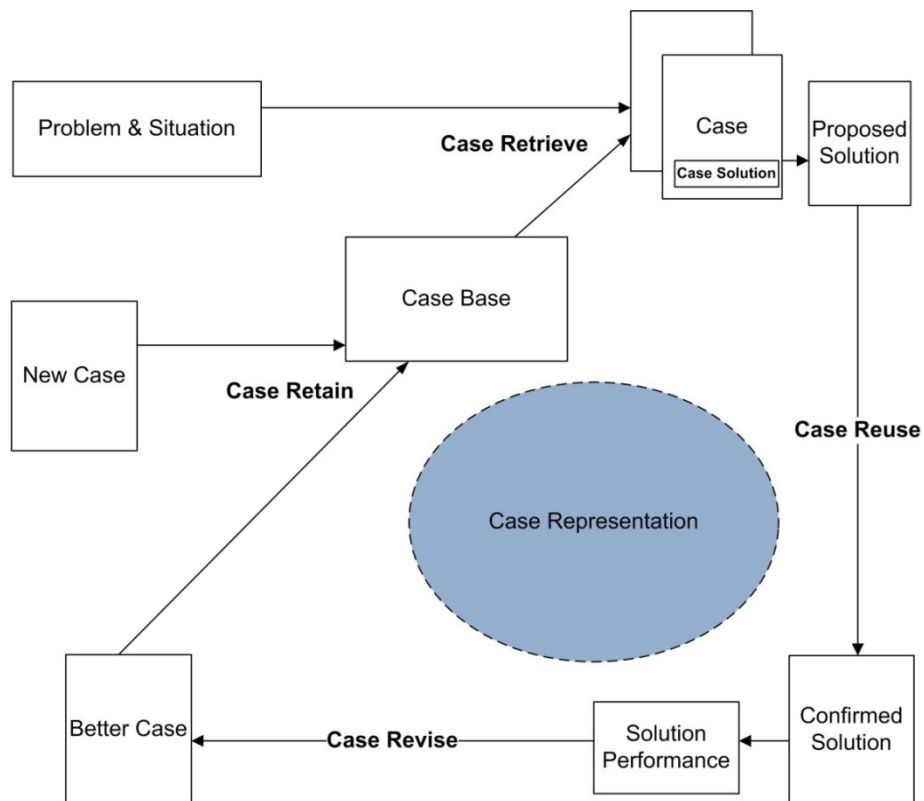 Problem & Situation
Case Retrieve
Case
Case Solution
Proposed
Solution
Case Base
New Case
Case Retain
Case Reuse
Case Representation
Better Case
Case Revise
Solution
Performance
Confirmed
Solution